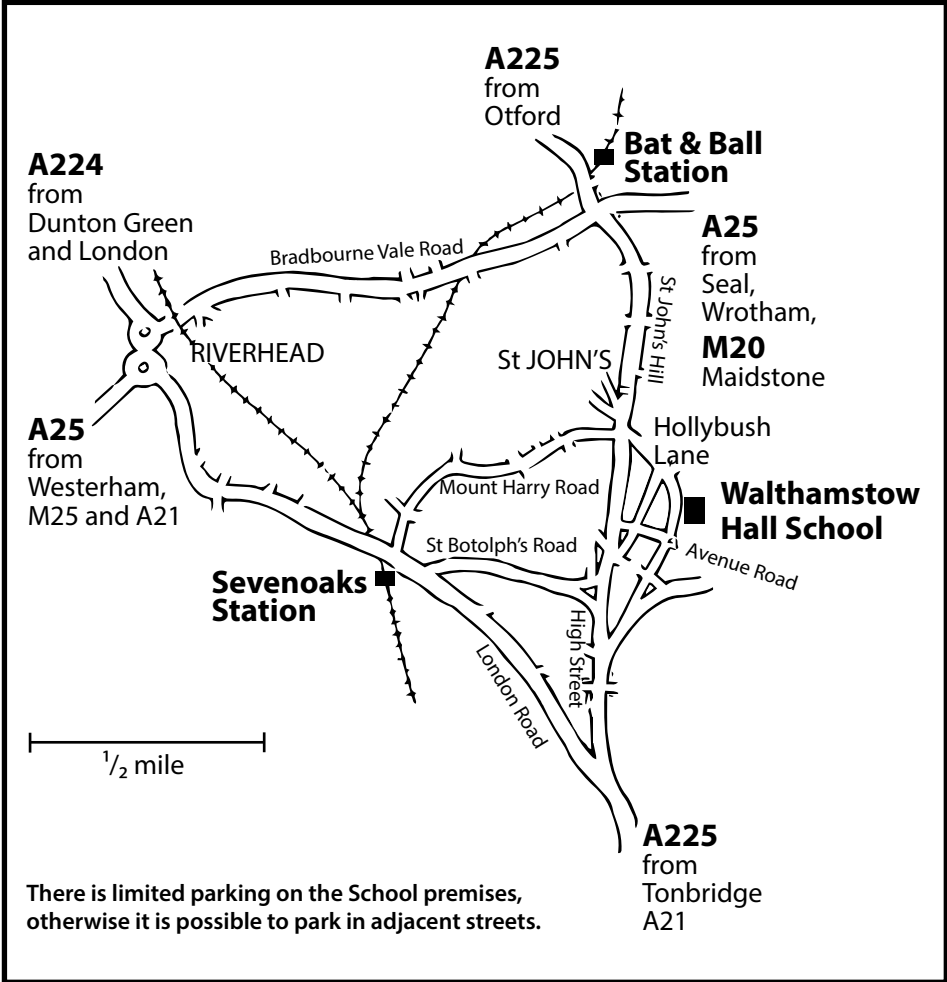 A225
from
Otford
Bat & Ball
Station
A224
from
Dunton Green
and London
Bradbourne Vale Road
A25
from
Seal,
Wrotham,
M20
Maidstone
St John's Hill
RIVERHEAD
St JOHN'S
A25
from
Westerham,
M25 and A21
Hollybush
Lane
Mount Harry Road
Walthamstow
Hall School
St Botolph's Road
Avenue Road
Sevenoaks
Station
High Street
London Road
1/2 mile
A225
from
Tonbridge
A21
There is limited parking on the School premises,
otherwise it is possible to park in adjacent streets.